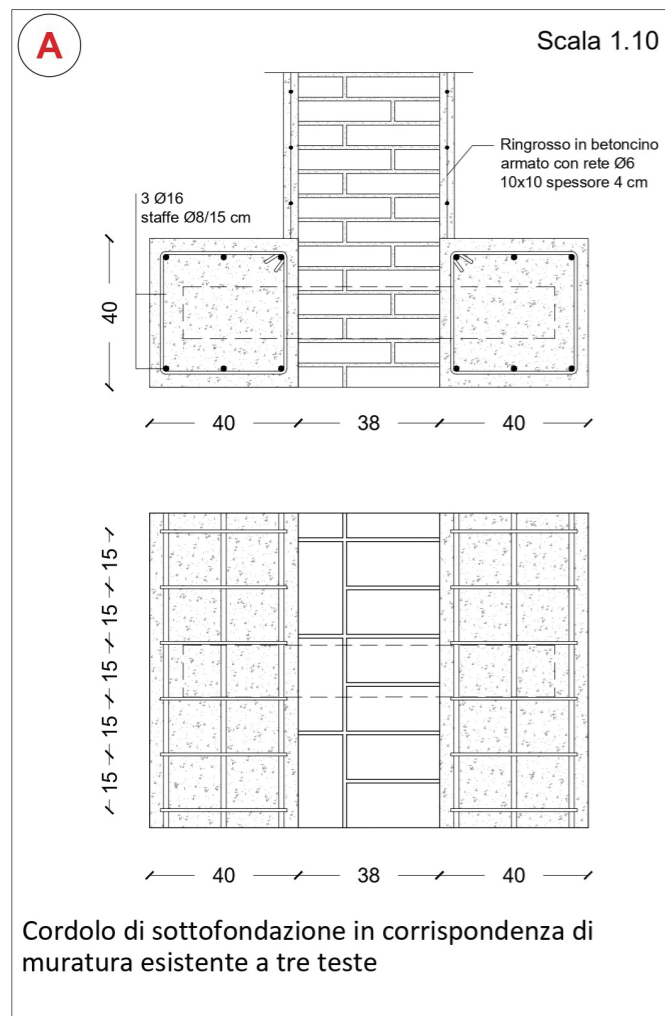 A
Scala 1.10
Ringrosso in betoncino
armato con rete Ø6
10x10 spessore 4 cm
3 Ø16
staffe Ø8/15 cm
40
40
38
40
15
15
15
15
15
40
38
40
Cordolo di sottofondazione in corrispondenza di
muratura esistente a tre teste